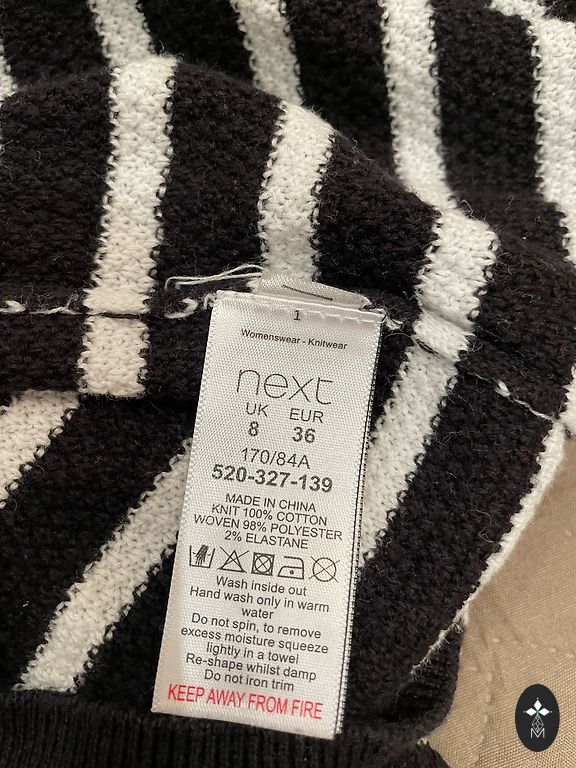 1
Womenswear - Knitwear
next
UK EUR
8 36
170/84A
520-327-139
MADE IN CHINA
KNIT 100% COTTON
WOVEN 98% POLYESTER
2% ELASTANE
Wash inside out
Hand wash only in warm
water
Do not spin, to remove
excess moisture squeeze
lightly in a towel
Re-shape whilst damp
Do not iron trim
KEEP AWAY FROM FIRE
M